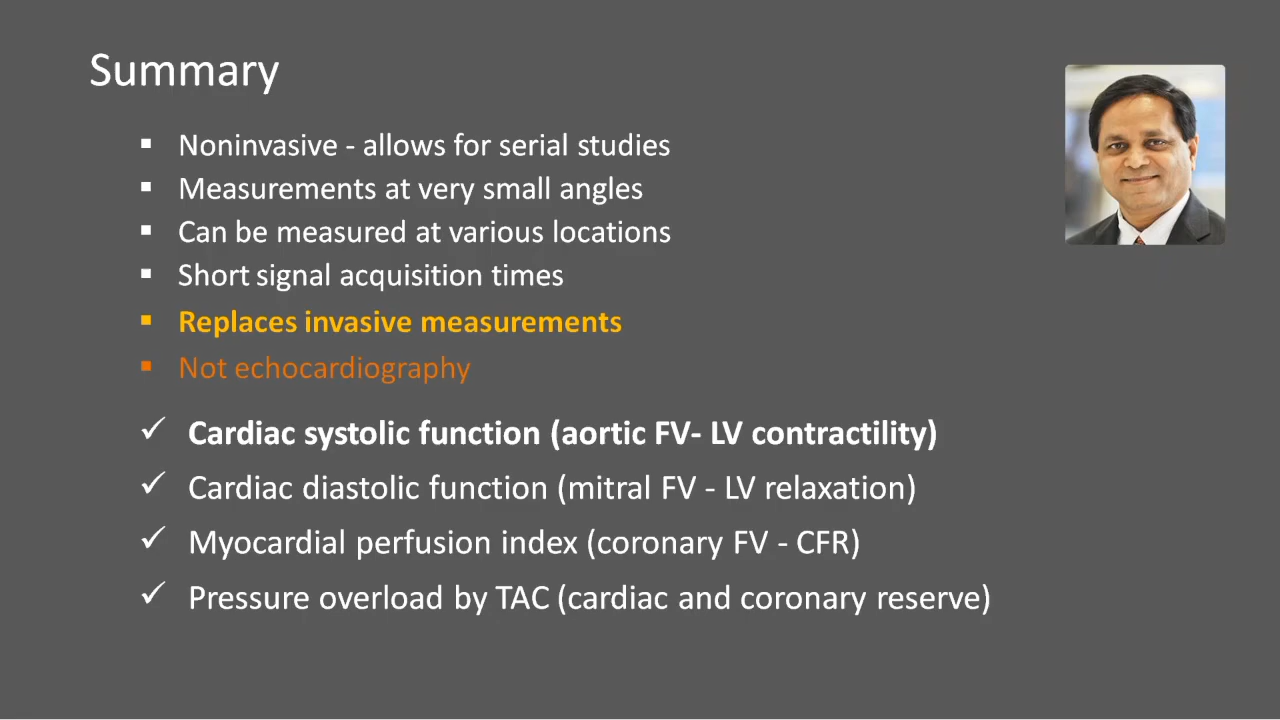 Summary
Noninvasive - allows for serial studies
Measurements at very small angles
Can be measured at various locations
Short signal acquisition times
Replaces invasive measurements
Not echocardiography
Cardiac systolic function (aortic FV- LV contractility)
Cardiac diastolic function (mitral FV - LV relaxation)
Myocardial perfusion index (coronary FV - CFR)
Pressure overload by TAC (cardiac and coronary reserve)